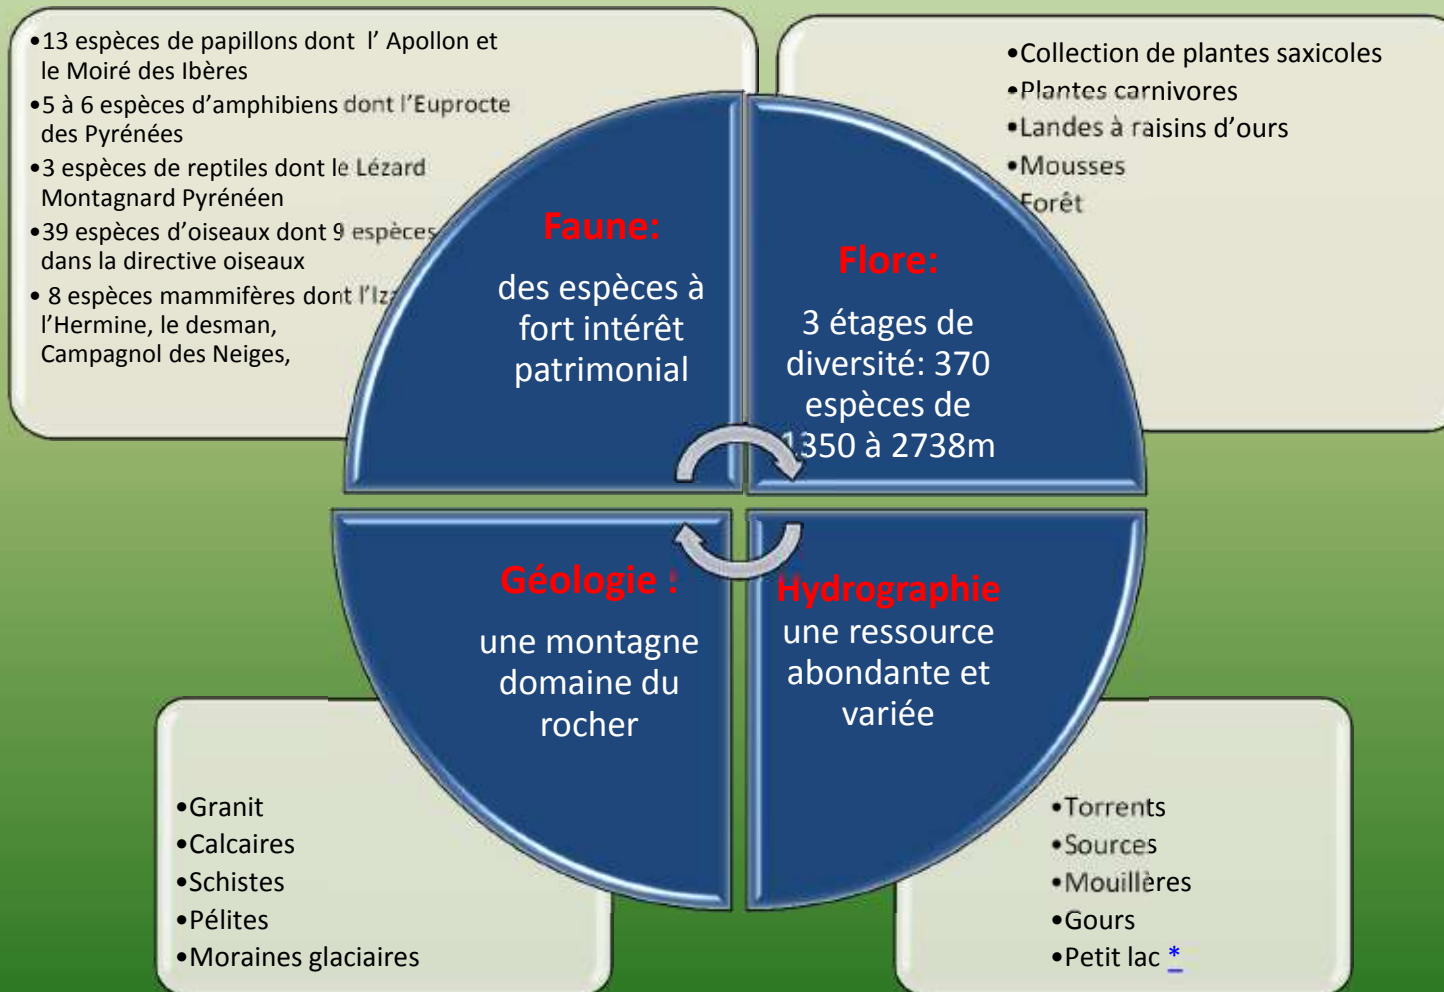 •13 espèces de papillons dont l’ Apollon et
le Moiré des Ibères
•5 à 6 espèces d’amphibiens dont l’Euprocte
des Pyrénées
•3 espèces de reptiles dont le Lézard
Montagnard Pyrénéen
•39 espèces d’oiseaux dont 9 espèces
dans la directive oiseaux
• 8 espèces mammifères dont
l’Hermine, le desman,
Campagnol des Neiges,
•Collection de plantes saxicoles
•Plantes carnivores
•Landes à raisins d’ours
•Mousses
Forêt
Faune:
des espèces à
fort intérêt
patrimonial
Flore:
3 étages de
diversité: 370
espèces de
1350 à 2738m
Géologie :
une montagne
domaine du
rocher
Hydrographie
une ressource
abondante et
variée
•Granit
•Calcaires
•Schistes
•Pélites
•Moraines glaciaires
•Torrents
•Sources
•Mouillères
•Gours
•Petit lac *